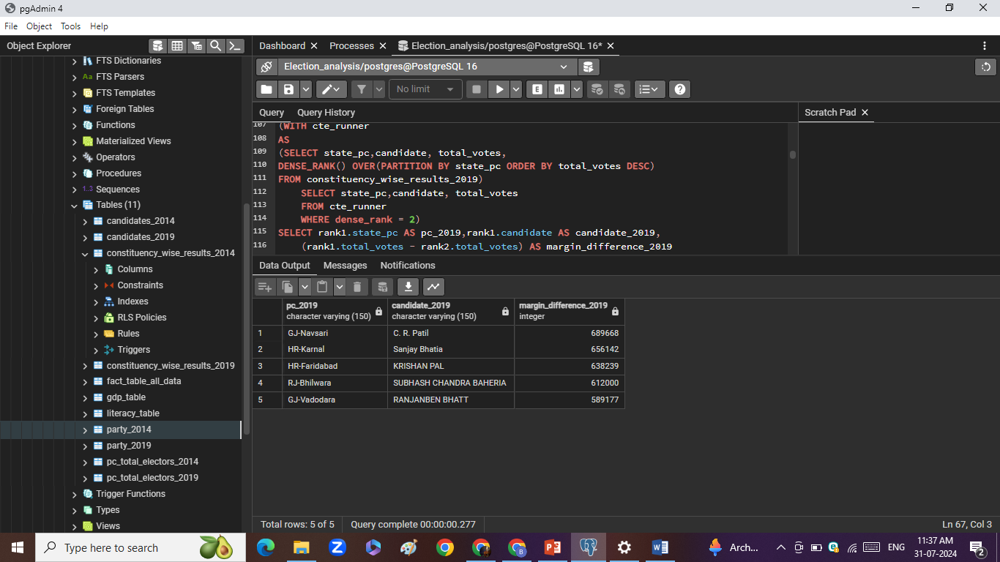 pgAdmin 4
File Object Tools Help
Object Explorer
Dashboard Processes Election_analysis/postgres@PostgreSQL 16*
FTS Dictionaries
Aa FTS Parsers
FTS Templates
Foreign Tables
Functions
Materialized Views
Operators
Procedures
1..3 Sequences
Tables (11)
candidates_2014
candidates_2019
constituency_wise_results_2014
Columns
Constraints
Indexes
RLS Policies
Rules
Triggers
constituency_wise_results_2019
fact_table_all_data
gdp_table
literacy_table
party_2014
party_2019
pc_total_electors_2014
pc_total_electors_2019
Trigger Functions
Types
Views
Election_analysis/postgres@PostgreSQL 16
No limit
E
Query Query History
Scratch Pad
107 (WITH cte_runner
108 AS
109 (SELECT state_pc,candidate, total_votes,
110 DENSE_RANK() OVER(PARTITION BY state_pc ORDER BY total_votes DESC)
111 FROM constituency_wise_results_2019)
112 SELECT state_pc,candidate, total_votes
113 FROM cte_runner
114 WHERE dense_rank = 2)
115 SELECT rank1.state_pc AS pc_2019,rank1.candidate AS candidate_2019,
116 (rank1.total_votes - rank2.total_votes) AS margin_difference_2019
Data Output Messages Notifications
pc_2019 candidate_2019 margin_difference_2019
character varying (150) character varying (150) integer
1 GJ-Navsari C. R. Patil 689668
2 HR-Karnal Sanjay Bhatia 656142
3 HR-Faridabad KRISHAN PAL 638239
4 RJ-Bhilwara SUBHASH CHANDRA BAHERIA 612000
5 GJ-Vadodara RANJANBEN BHATT 589177
Total rows: 5 of 5 Query complete 00:00:00.277 Ln 67, Col 3
Type here to search
Arch... ENG 11:37 AM
31-07-2024
2